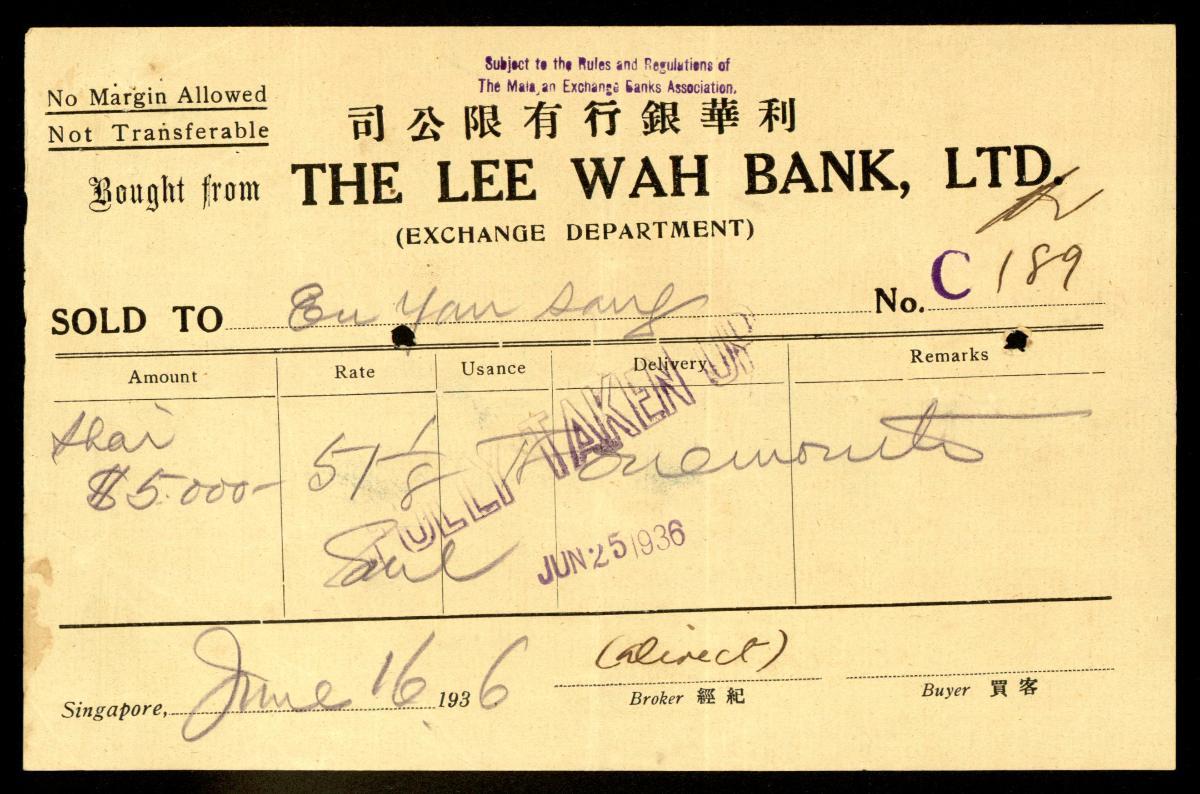 Subject to the Rules and Regulations of
The Malayan Exchange Banks Association.
No Margin Allowed
Not Transferable
司公限有行銀華利
Bought from THE LEE WAH BANK, LTD.
(EXCHANGE DEPARTMENT)
SOLD TO Eu Yan Sang No. C 189
Amount Rate Usance Delivery Remarks
Shai
$5.000- 51 1/8 One month
FULLY TAKEN UP
JUN 25 1936
(direct)
Singapore, June 16 1936 Broker 經紀 Buyer 買客